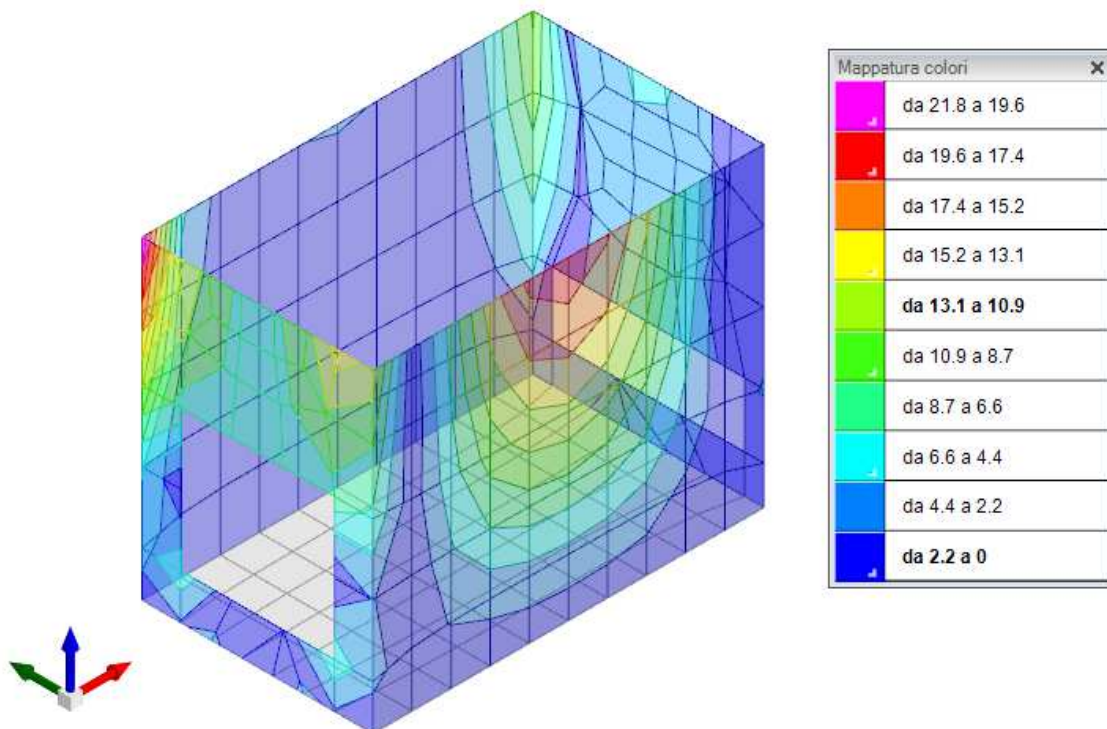 Mappatura colori
da 21.8 a 19.6
da 19.6 a 17.4
da 17.4 a 15.2
da 15.2 a 13.1
da 13.1 a 10.9
da 10.9 a 8.7
da 8.7 a 6.6
da 6.6 a 4.4
da 4.4 a 2.2
da 2.2 a 0